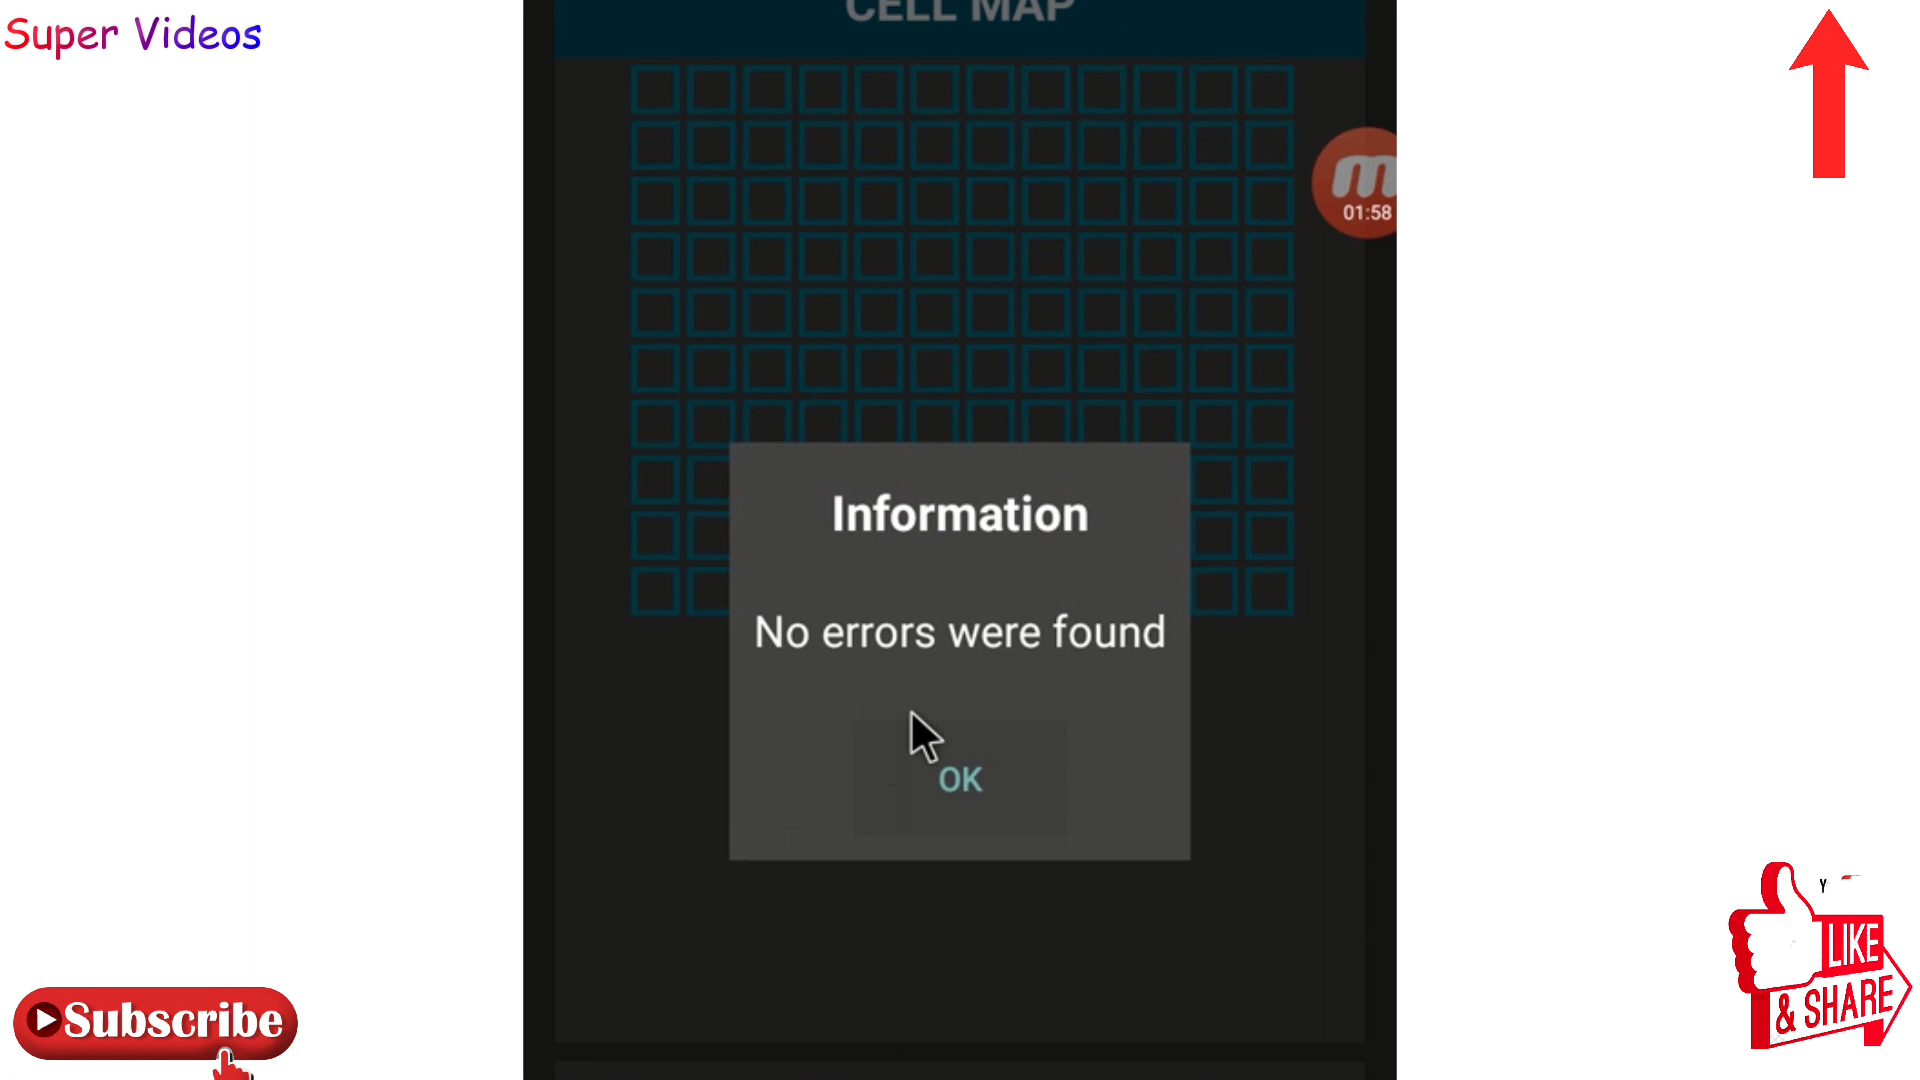 Super Videos
CELL MAP
m
01:58
Information
No errors were found
OK
Subscribe
Y
LIKE
& SHARE